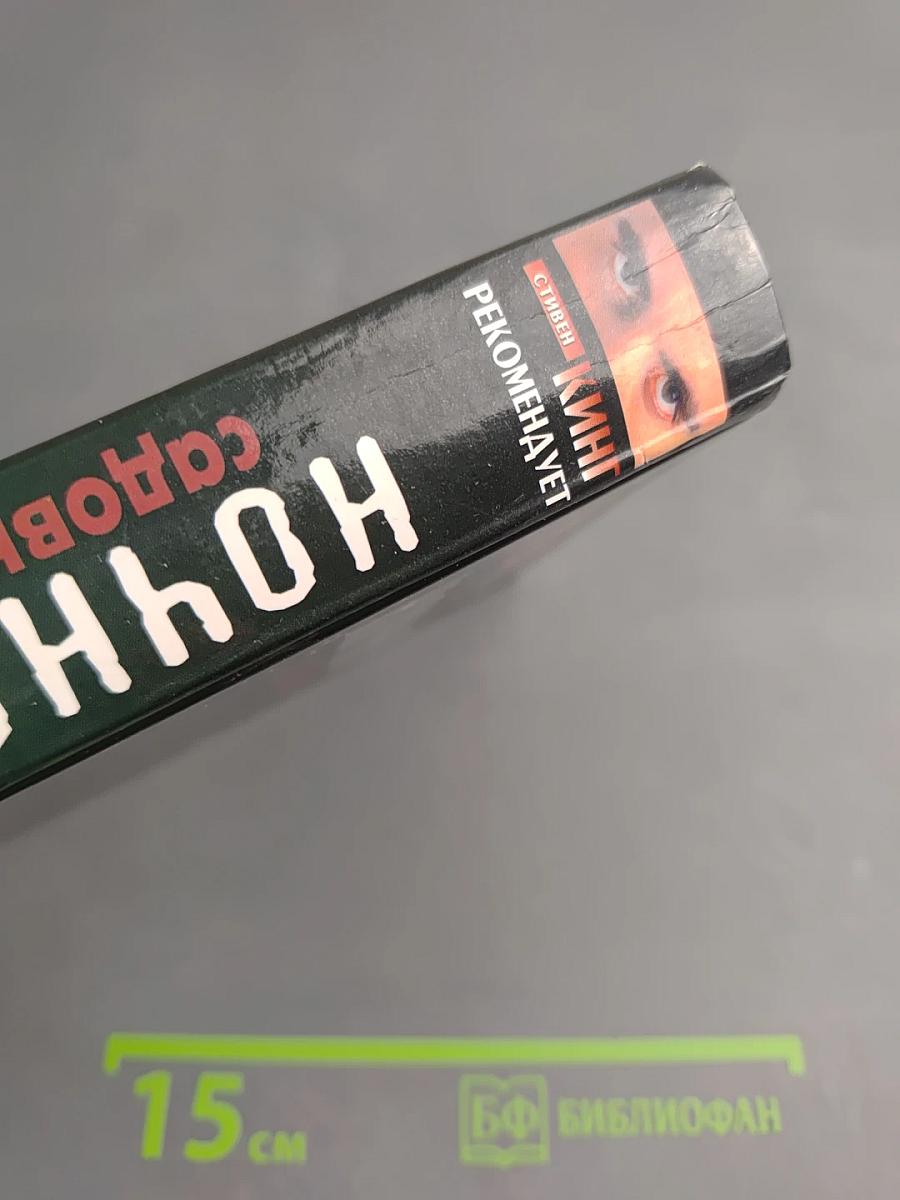 СТИВЕН
КИНГ
РЕКОМЕНДУЕТ
НОЧН
садов
15 см
БФ БИБЛИОФАН